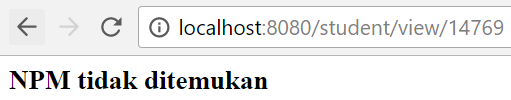 localhost:8080/student/view/14769
NPM tidak ditemukan